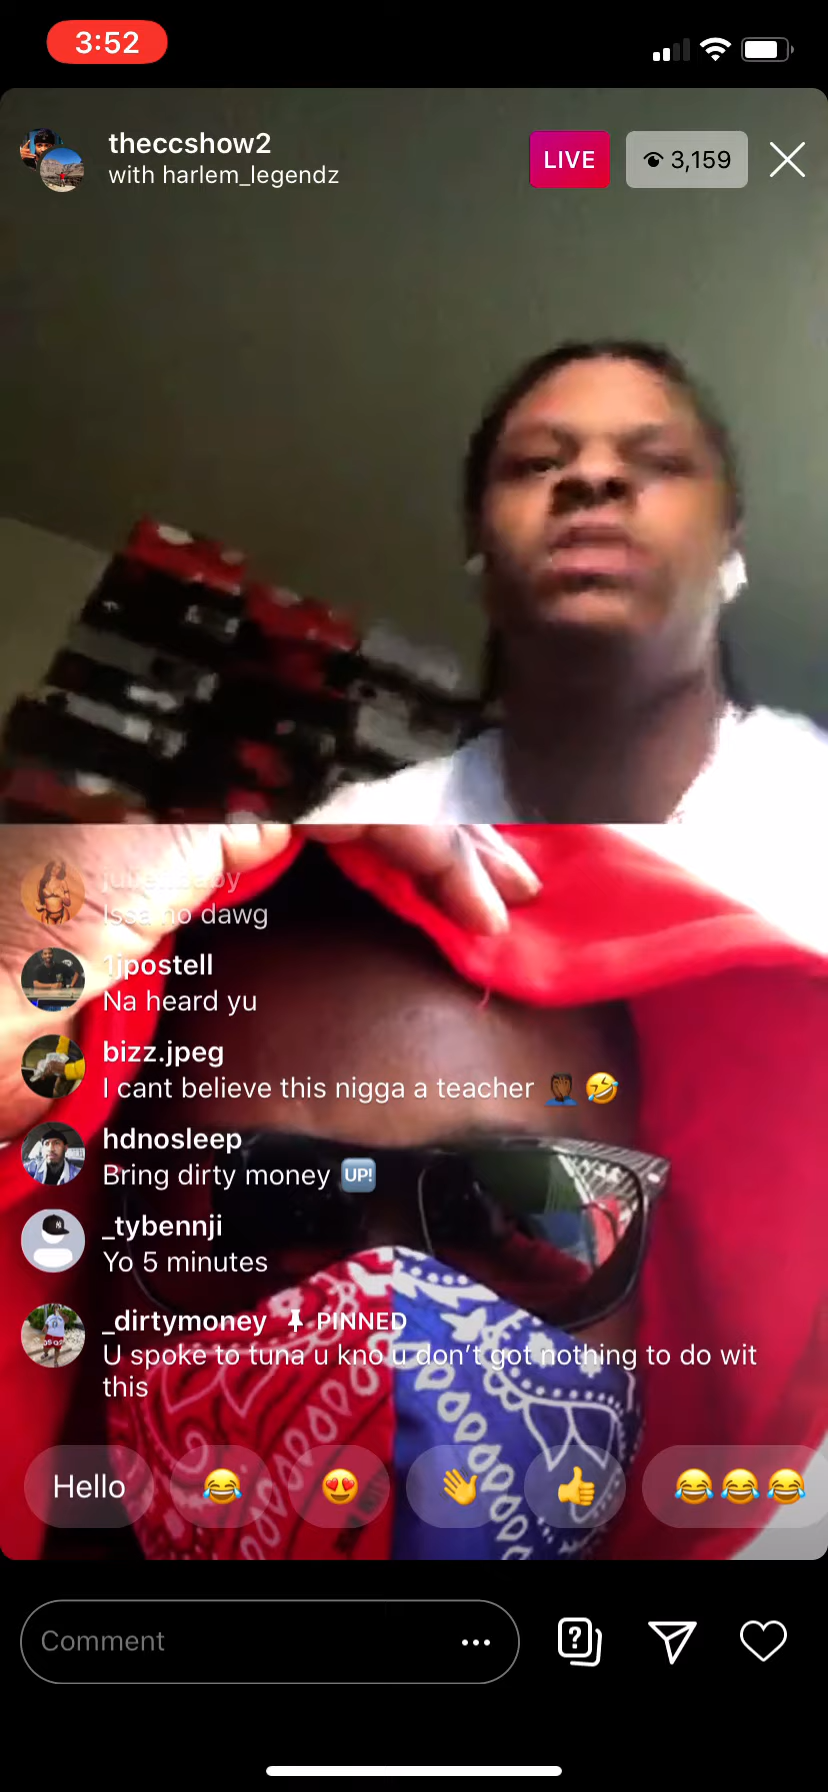 3:52
theccshow2
with harlem_legendz
LIVE
3,159
Issa no dawg
1jpostell
Na heard yu
bizz.jpeg
I cant believe this nigga a teacher 🤦🏾‍♂️🤣
hdnosleep
Bring dirty money 🆙
_tybennji
Yo 5 minutes
_dirtymoney 📌 PINNED
U spoke to tuna u kno u don’t got nothing to do wit
this
Hello
😂
😍
👋
👍
😂😂😂
Comment